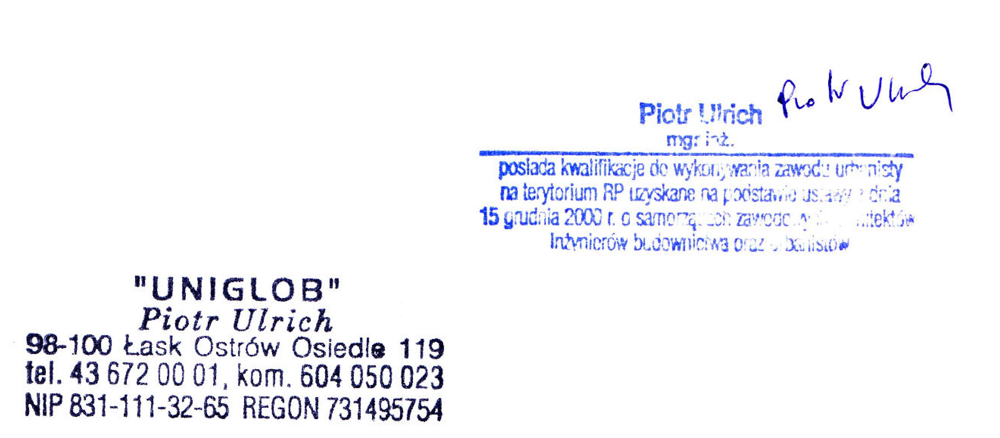 Piotr Ulrich
Piotr Ulrich
mgr inż.
posiada kwalifikacje do wykonywania zawodu urbanisty
na terytorium RP uzyskane na podstawie ustawy z dnia
15 grudnia 2000 r. o samorządach zawodowych architektów
Inżynierów budownictwa oraz urbanistów
"UNIGLOB"
Piotr Ulrich
98-100 Łask Ostrów Osiedle 119
tel. 43 672 00 01, kom. 604 050 023
NIP 831-111-32-65 REGON 731495754